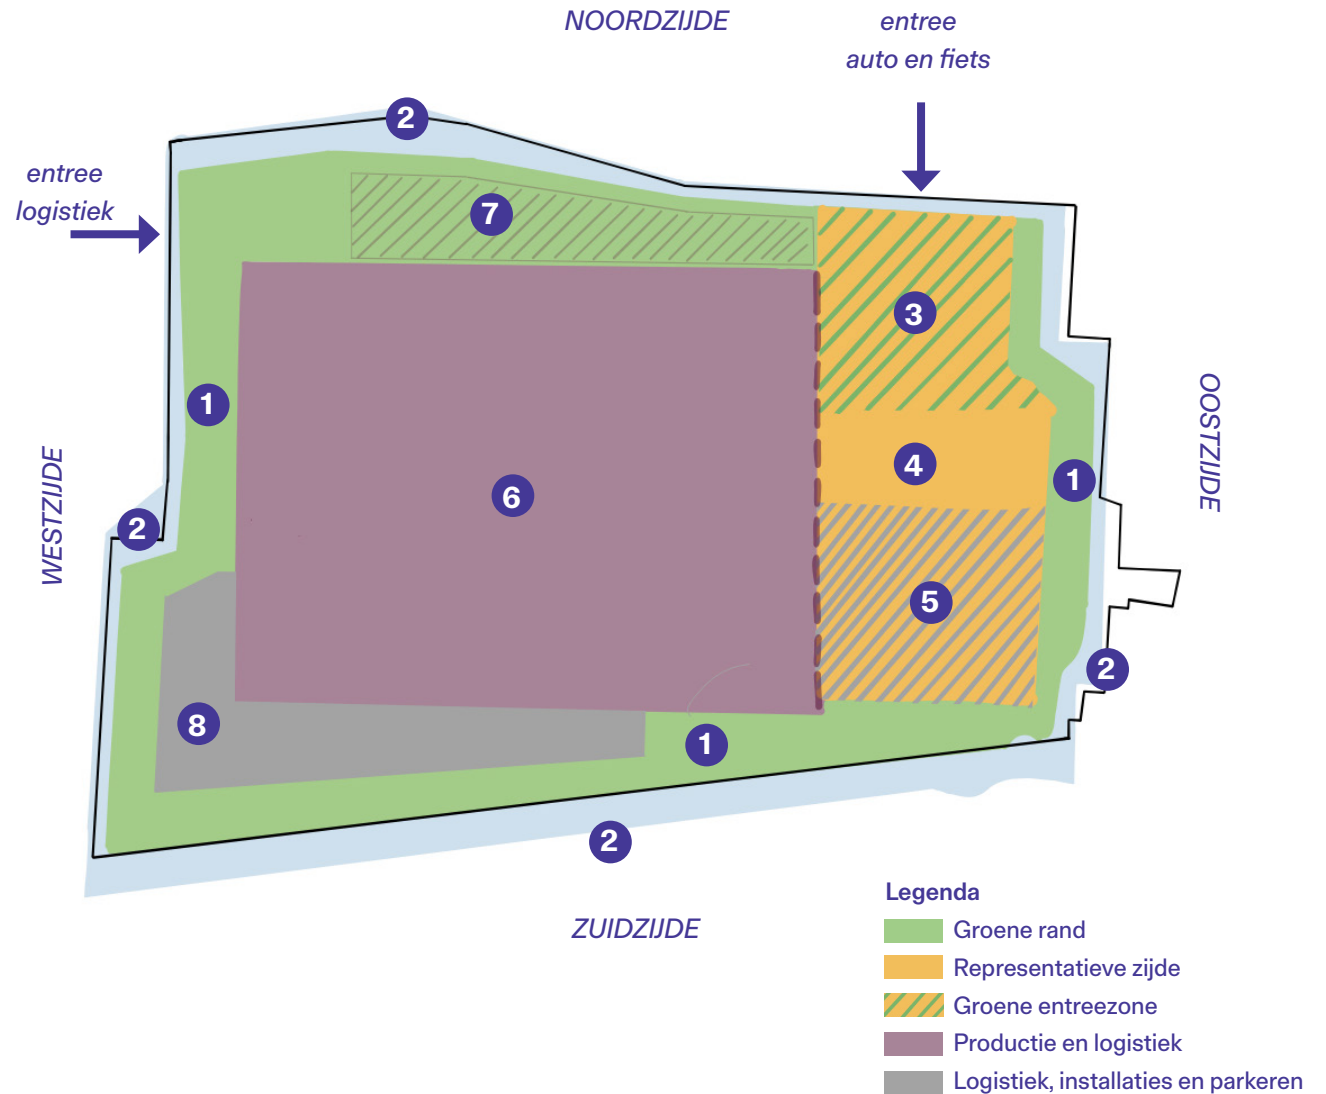 NOORDZIJDE
entree
auto en fiets
2
entree
logistiek
7
3
1
4
OOSTZIJDE
1
6
WESTZIJDE
2
5
2
8
1
2
ZUIDZIJDE
Legenda
Groene rand
Representatieve zijde
Groene entreezone
Productie en logistiek
Logistiek, installaties en parkeren